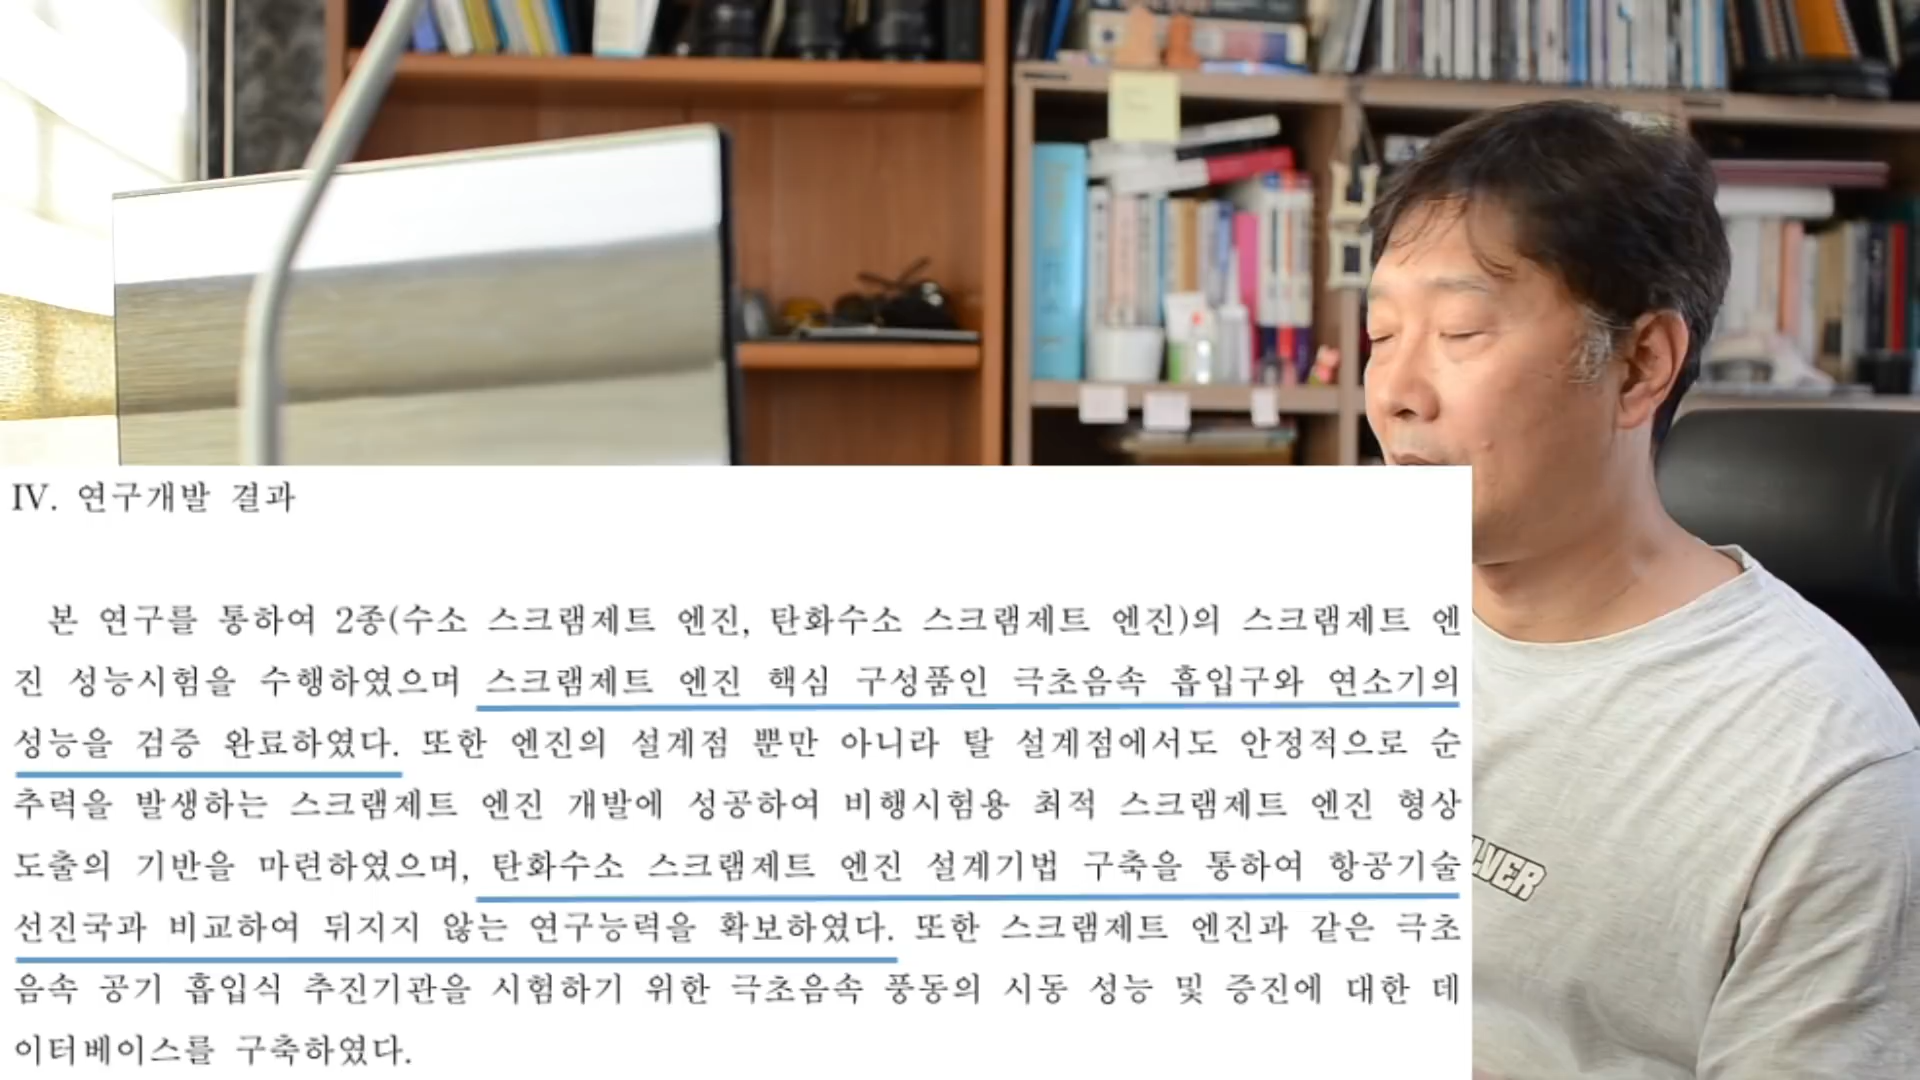 IV. 연구개발 결과
본 연구를 통하여 2종(수소 스크램제트 엔진, 탄화수소 스크램제트 엔진)의 스크램제트 엔
진 성능시험을 수행하였으며 스크램제트 엔진 핵심 구성품인 극초음속 흡입구와 연소기의
성능을 검증 완료하였다. 또한 엔진의 설계점 뿐만 아니라 탈 설계점에서도 안정적으로 순
추력을 발생하는 스크램제트 엔진 개발에 성공하여 비행시험용 최적 스크램제트 엔진 형상
도출의 기반을 마련하였으며, 탄화수소 스크램제트 엔진 설계기법 구축을 통하여 항공기술
선진국과 비교하여 뒤지지 않는 연구능력을 확보하였다. 또한 스크램제트 엔진과 같은 극초
음속 공기 흡입식 추진기관을 시험하기 위한 극초음속 풍동의 시동 성능 및 증진에 대한 데
이터베이스를 구축하였다.